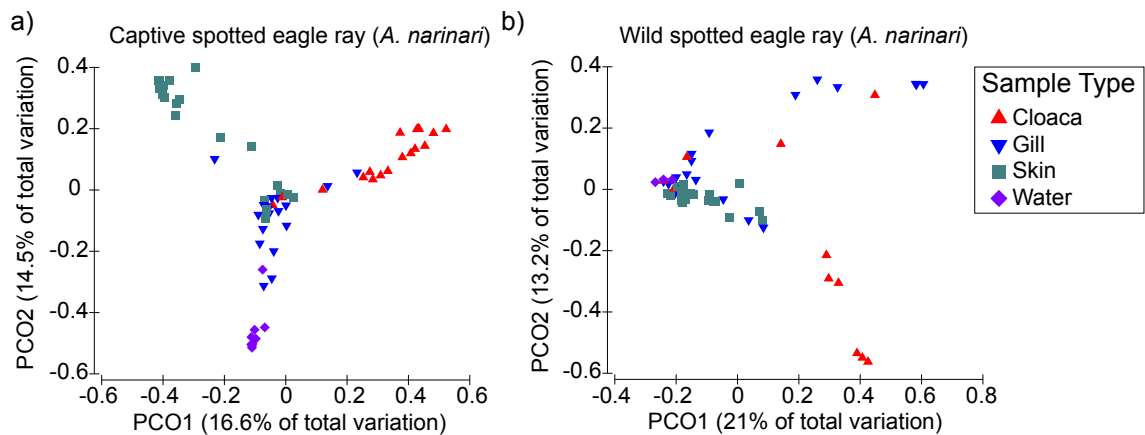 a)
Captive spotted eagle ray (A. narinari)
0.4
0.2
0
-0.2
-0.4
-0.6
PCO2 (14.5% of total variation)
-0.6
-0.4
-0.2
0
0.2
0.4
0.6
PCO1 (16.6% of total variation)
b)
Wild spotted eagle ray (A. narinari)
0.4
0.2
0
-0.2
-0.4
-0.6
PCO2 (13.2% of total variation)
-0.6
-0.4
-0.2
0
0.2
0.4
0.6
0.8
PCO1 (21% of total variation)
Sample Type
Cloaca
Gill
Skin
Water